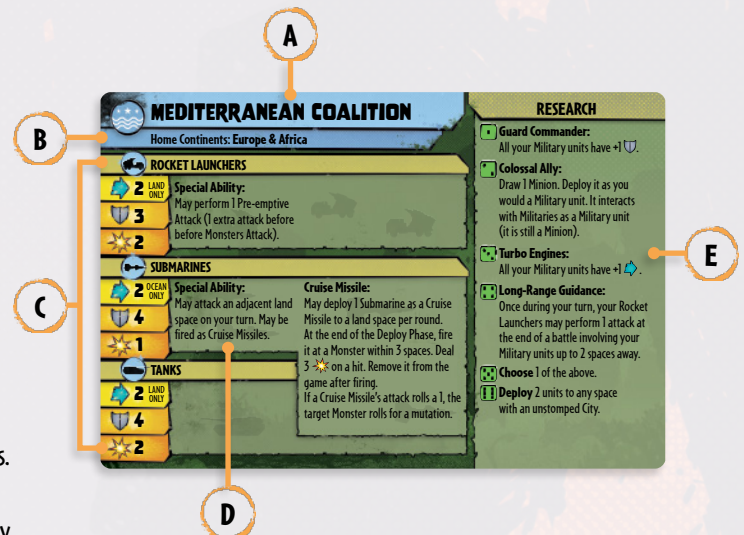 A
MEDITERRANEAN COALITION
B
Home Continents: Europe & Africa
C
ROCKET LAUNCHERS
2 LAND ONLY
3
2
Special Ability:
May perform 1 Pre-emptive
Attack (1 extra attack before
before Monsters Attack).
SUBMARINES
2 OCEAN ONLY
4
1
Special Ability:
May attack an adjacent land
space on your turn. May be
fired as Cruise Missiles.
Cruise Missile:
May deploy 1 Submarine as a Cruise
Missile to a land space per round.
At the end of the Deploy Phase, fire
it at a Monster within 3 spaces. Deal
3 on a hit. Remove it from the
game after firing.
If a Cruise Missile's attack rolls a 1, the
target Monster rolls for a mutation.
TANKS
2 LAND ONLY
4
2
D
RESEARCH
Guard Commander:
All your Military units have +1 .
Colossal Ally:
Draw 1 Minion. Deploy it as you
would a Military unit. It interacts
with Militaries as a Military unit
(it is still a Minion).
Turbo Engines:
All your Military units have +1 .
Long-Range Guidance:
Once during your turn, your Rocket
Launchers may perform 1 attack at
the end of a battle involving your
Military units up to 2 spaces away.
Choose 1 of the above.
Deploy 2 units to any space
with an unstomped City.
E
s.
y